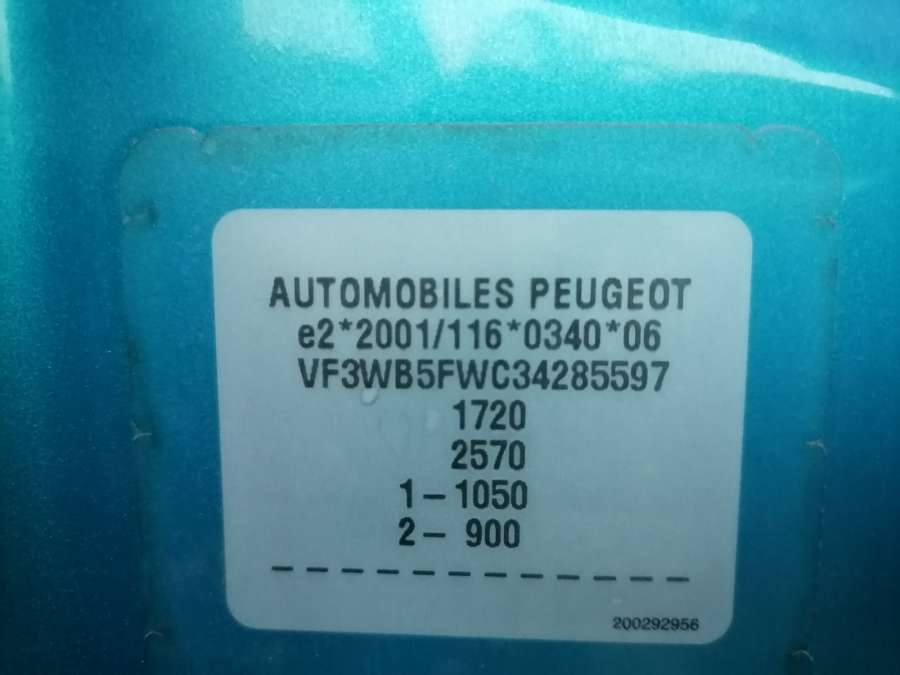 AUTOMOBILES PEUGEOT
e2*2001/116*0340*06
VF3WB5FWC34285597
1720
2570
1 – 1050
2 – 900
– – – – – – – – – – – – –
200292956